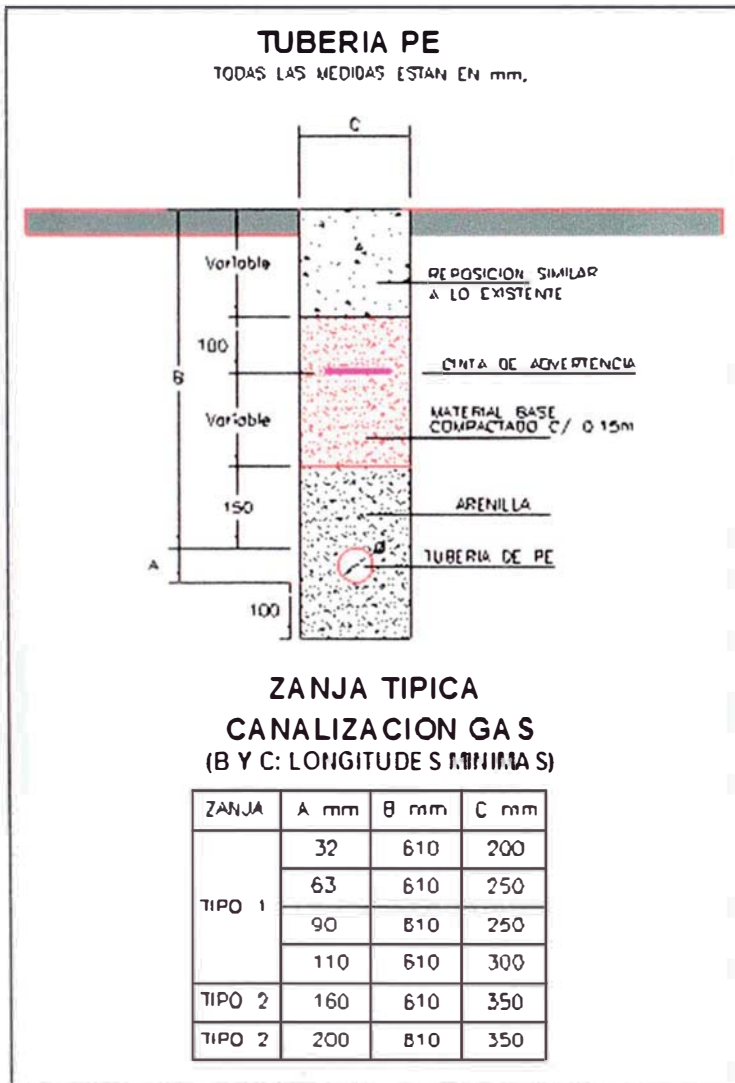 TUBERIA PE
TODAS LAS MEDIDAS ESTAN EN mm.
C
Variable
REPOSICION SIMILAR
A LO EXISTENTE
100
B
CINTA DE ADVERTENCIA
Variable
MATERIAL BASE
COMPACTADO C/ 0.15m
150
ARENILLA
A
TUBERIA DE PE
100
ZANJA TIPICA
CANALIZACION GAS
(B Y C: LONGITUDES MINIMAS)
ZANJA A mm B mm C mm
TIPO 1 32 610 200
63 610 250
90 610 250
110 610 300
TIPO 2 160 610 350
TIPO 2 200 610 350